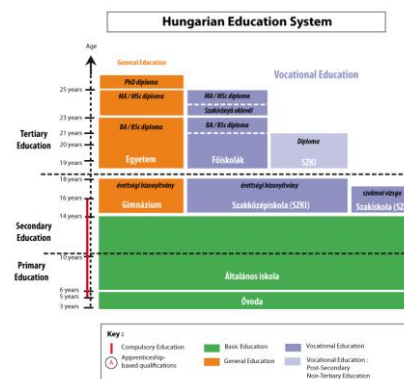 Hungarian Education System
Age
General Education
Vocational Education
PhD diploma
25 years
MA / MSc diploma
MA / MSc diploma
Szakirányú oklevél
23 years
BA / BSc diploma
BA / BSc diploma
Tertiary
Education
21 years
20 years
Diploma
Egyetem
Főiskolák
SZKI
19 years
18 years
érettségi bizonyítvány
érettségi bizonyítvány
szakmai vizsga
16 years
Gimnázium
Szakközépiskola (SZKI)
Szakiskola (SZ
14 years
Secondary
Education
10 years
Primary
Education
Általános iskola
6 years
5 years
Óvoda
3 years
Key :
Compulsory Education
Basic Education
Vocational Education
A
Apprenticeship-
based qualifications
General Education
Vocational Education :
Post-Secondary
Non-Tertiary Education